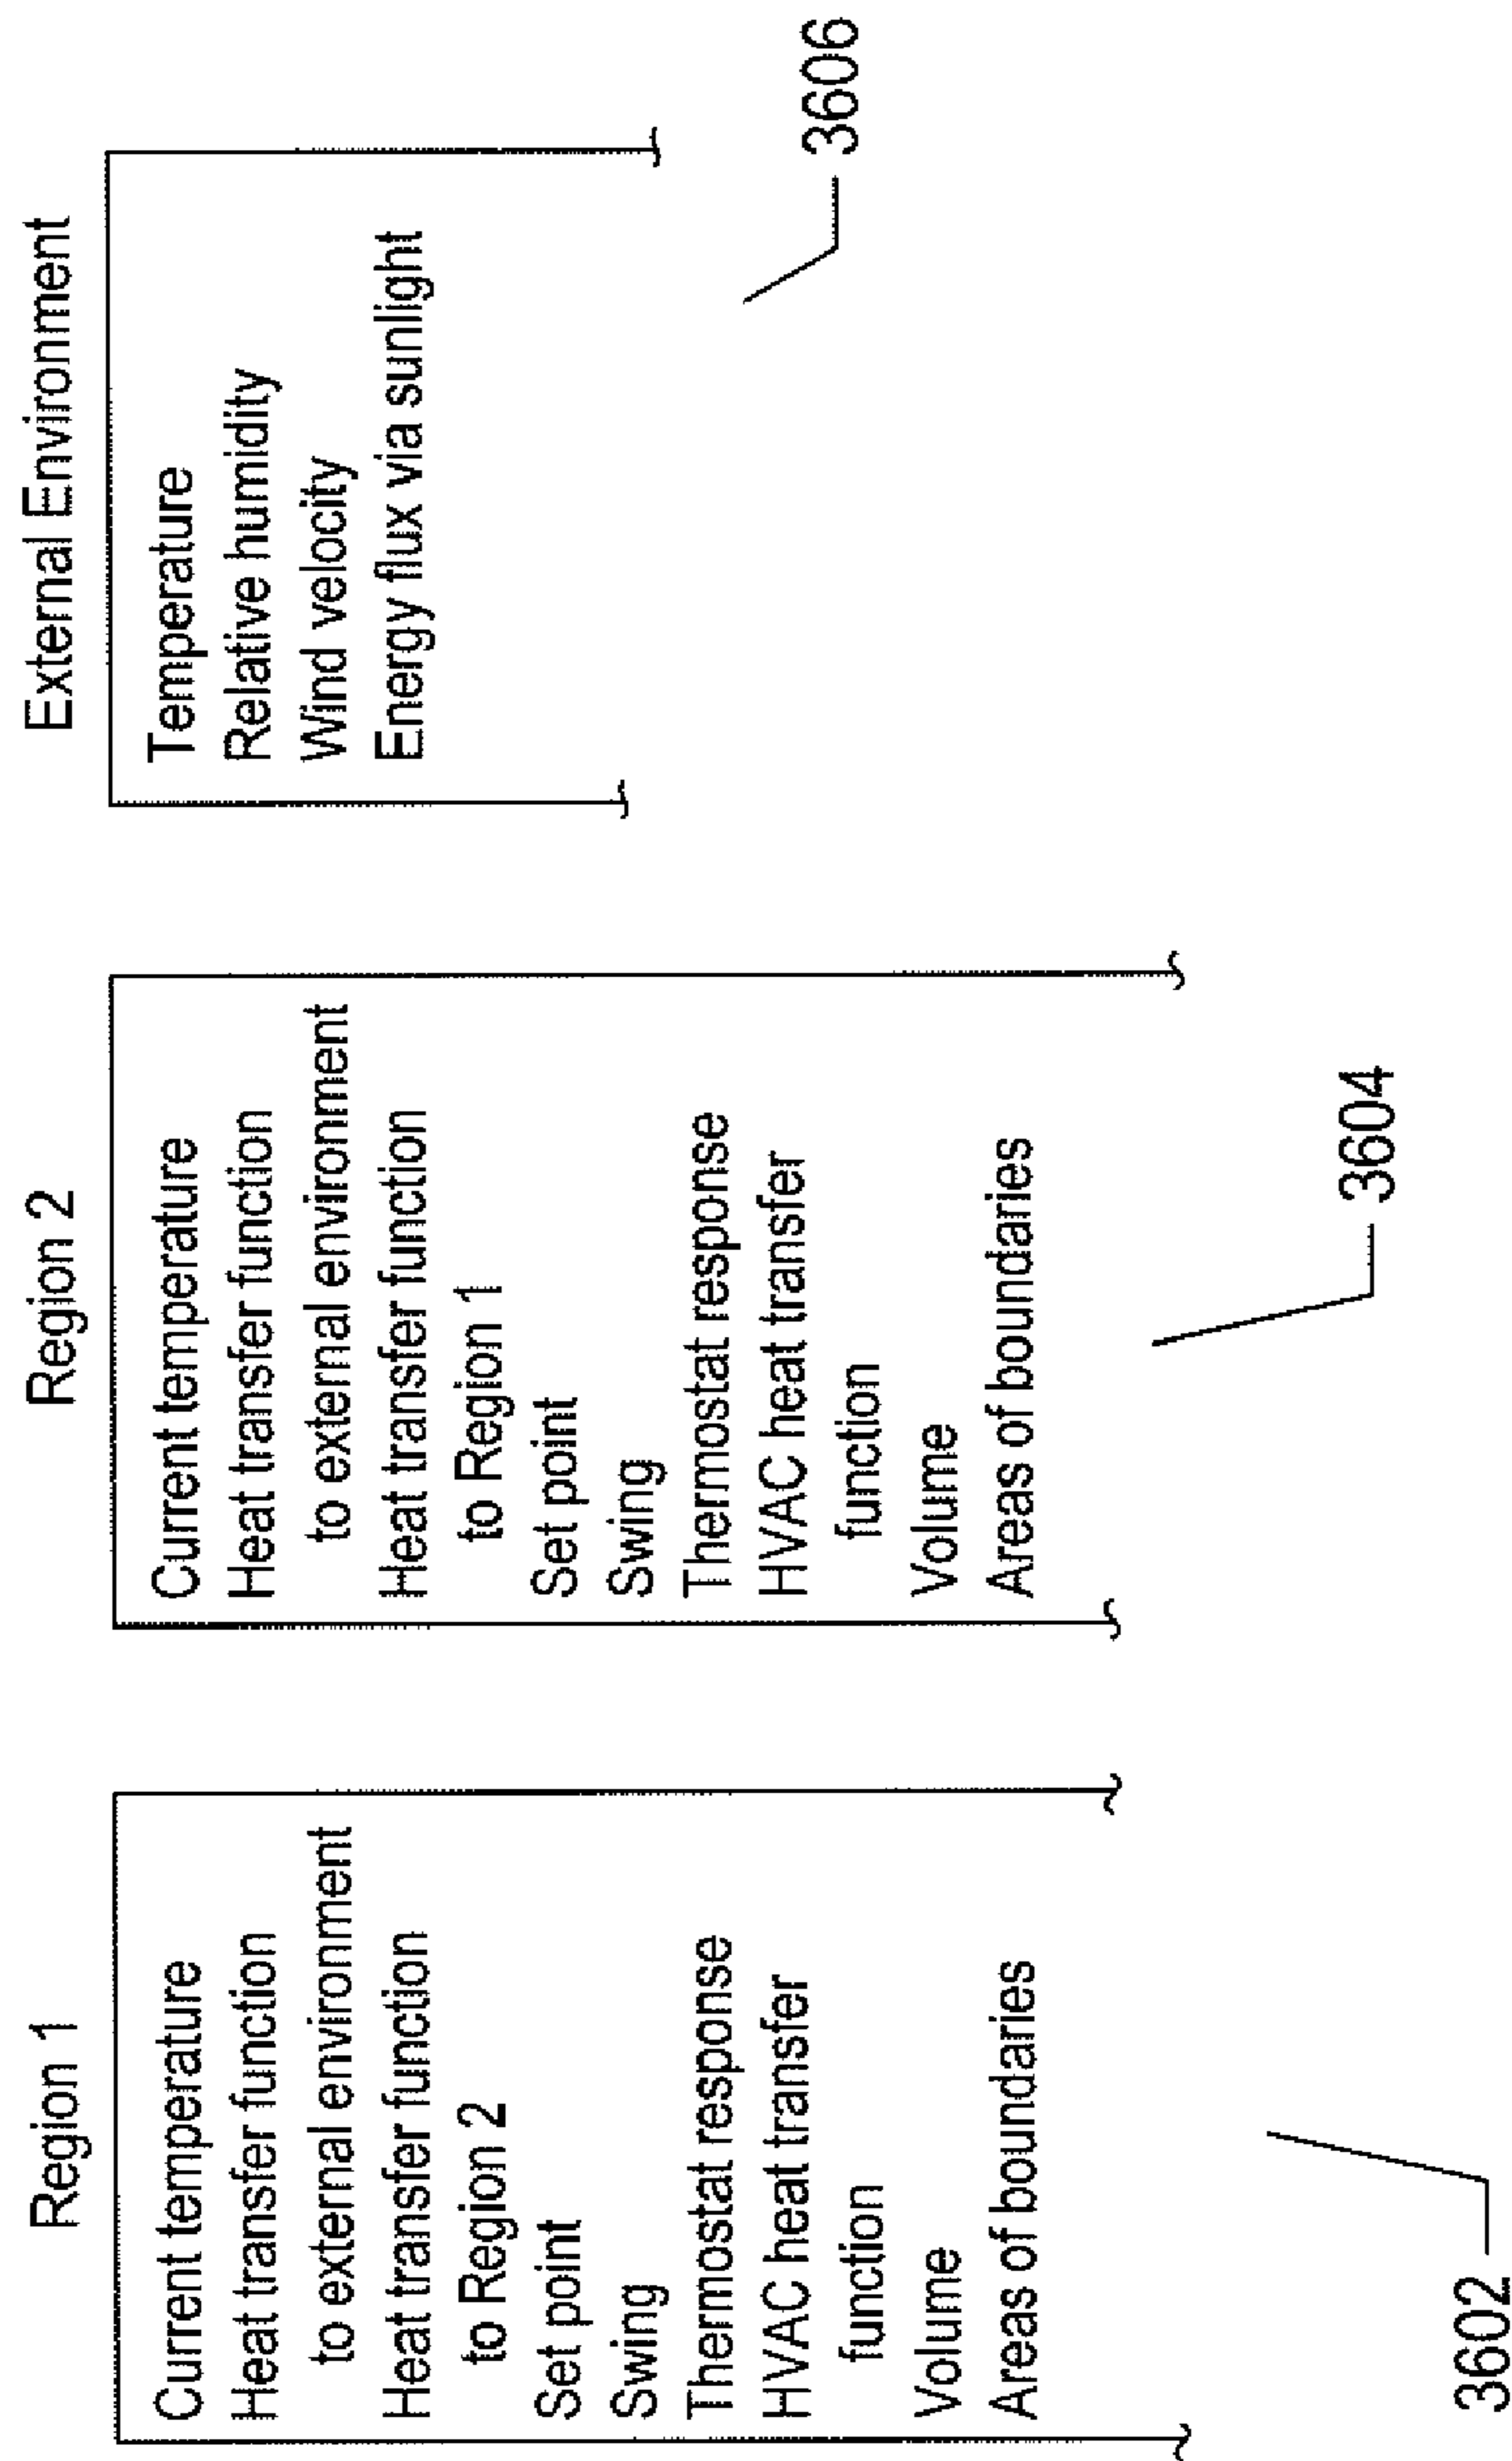 Region 1
Current temperature
Heat transfer function
to external environment
Heat transfer function
to Region 2
Set point
Swing
Thermostat response
HVAC heat transfer
function
Volume
Areas of boundaries
3602
Region 2
Current temperature
Heat transfer function
to external environment
Heat transfer function
to Region 1
Set point
Swing
Thermostat response
HVAC heat transfer
function
Volume
Areas of boundaries
3604
External Environment
Temperature
Relative humidity
Wind velocity
Energy flux via sunlight
3606